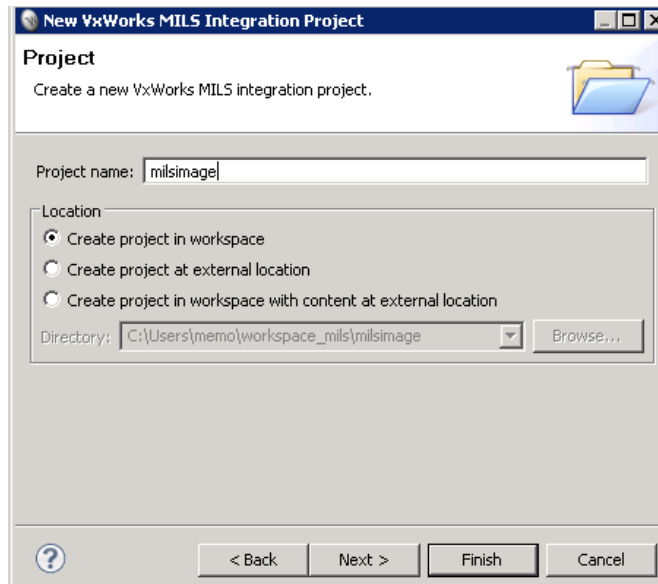 New VxWorks MILS Integration Project
Project
Create a new VxWorks MILS integration project.
Project name: milsimage
Location
Create project in workspace
Create project at external location
Create project in workspace with content at external location
Directory: C:\Users\memo\workspace_mils\milsimage Browse...
? < Back Next > Finish Cancel